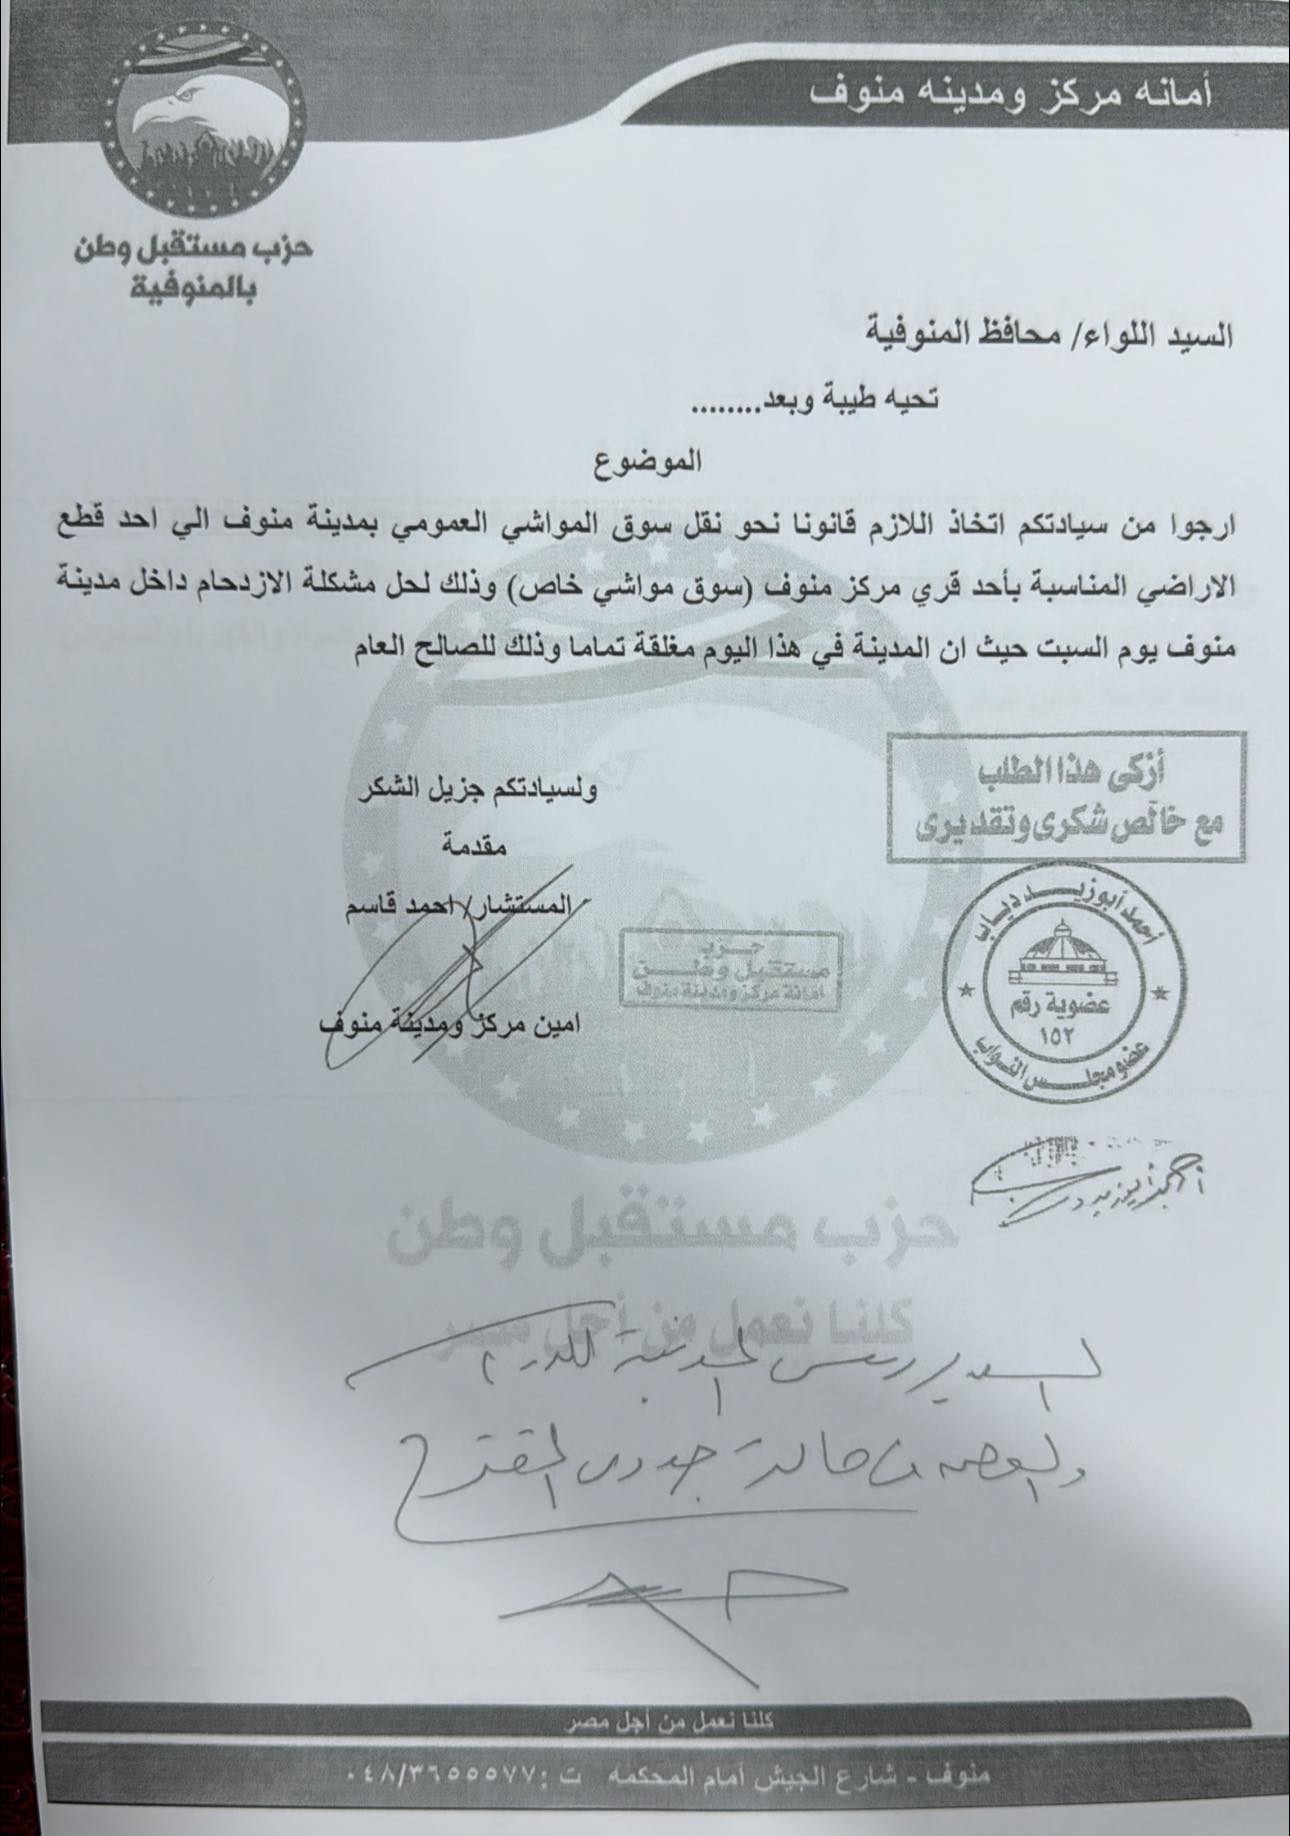 أمانه مركز ومدينه منوف
حزب مستقبل وطن
بالمنوفية
السيد اللواء/ محافظ المنوفية
تحيه طيبة وبعد........
الموضوع
ارجوا من سيادتكم اتخاذ اللازم قانونا نحو نقل سوق المواشي العمومي بمدينة منوف الي احد قطع
الاراضي المناسبة بأحد قري مركز منوف (سوق مواشي خاص) وذلك لحل مشكلة الازدحام داخل مدينة
منوف يوم السبت حيث ان المدينة في هذا اليوم مغلقة تماما وذلك للصالح العام
أزكى هذا الطلب
مع خالص شكرى وتقديرى
ولسيادتكم جزيل الشكر
مقدمة
المستشار/ احمد قاسم
امين مركز ومدينة منوف
حزب
مستقبل وطن
أمانة مركز ومدينة منوف
أحمد أبوزيد دياب
عضوية رقم
١٥٢
عضو مجلس النواب
أحمد أبوزيد
حزب مستقبل وطن
كلنا نعمل من أجل مصر
السيد رئيس المدينة
جدوى المقترح
كلنا نعمل من أجل مصر
منوف - شارع الجيش أمام المحكمه ت : ٠٤٨/٣٦٥٥٥٧٧